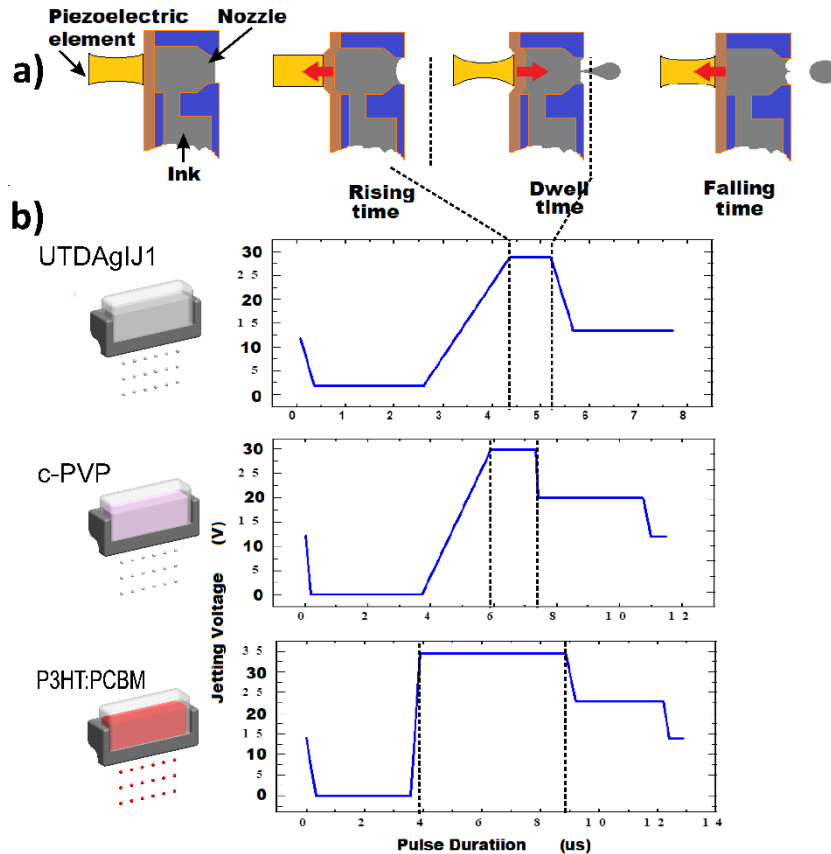 Piezoelectric
element
Nozzle
a)
Ink
Rising
time
Dwell
time
Falling
time
b)
UTDAgIJ1
30
25
20
15
10
5
0
0 1 2 3 4 5 6 7 8
c-PVP
30
25
20
15
10
5
0
0 2 4 6 8 10 12
Jetting Voltage (V)
P3HT:PCBM
35
30
25
20
15
10
5
0
0 2 4 6 8 10 12 14
Pulse Duratiion (us)